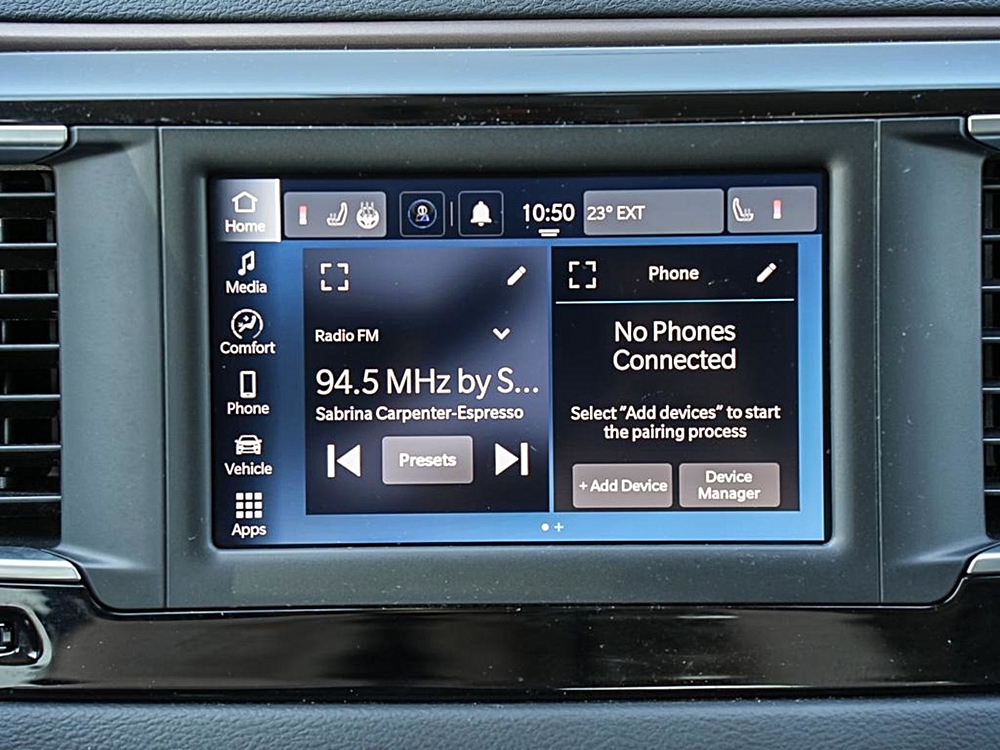 Home
10:50
23° EXT
Media
Comfort
Phone
Vehicle
Apps
Radio FM
94.5 MHz by S...
Sabrina Carpenter-Espresso
Presets
Phone
No Phones
Connected
Select "Add devices" to start
the pairing process
+ Add Device
Device
Manager